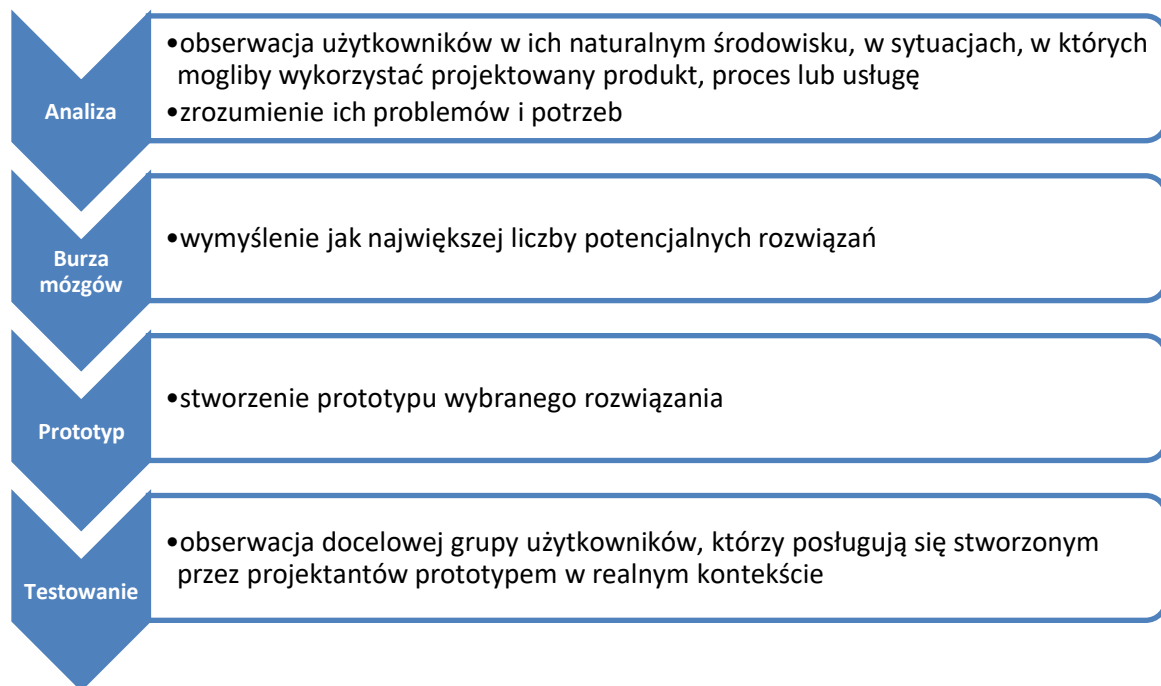 Analiza
•obserwacja użytkowników w ich naturalnym środowisku, w sytuacjach, w których
mogliby wykorzystać projektowany produkt, proces lub usługę
•zrozumienie ich problemów i potrzeb
Burza
mózgów
•wymyślenie jak największej liczby potencjalnych rozwiązań
Prototyp
•stworzenie prototypu wybranego rozwiązania
Testowanie
•obserwacja docelowej grupy użytkowników, którzy posługują się stworzonym
przez projektantów prototypem w realnym kontekście